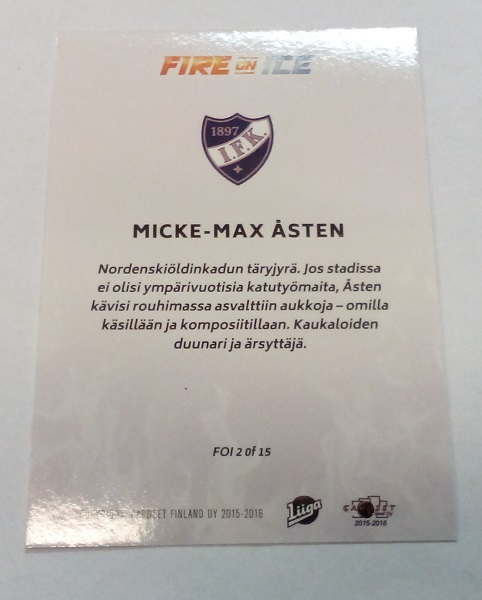 FIRE ON ICE
1897
I.F.K.
MICKE-MAX ÅSTEN
Nordenskiöldinkadun täryjyrä. Jos stadissa
ei olisi ympärivuotisia katutyömaita, Åsten
kävisi rouhimassa asvalttiin aukkoja – omilla
käsillään ja komposiitillaan. Kaukaloiden
duunari ja ärsyttäjä.
FOI 2 of 15
CARDSET FINLAND OY 2015-2016
Liiga
CARDSET
2015-2016